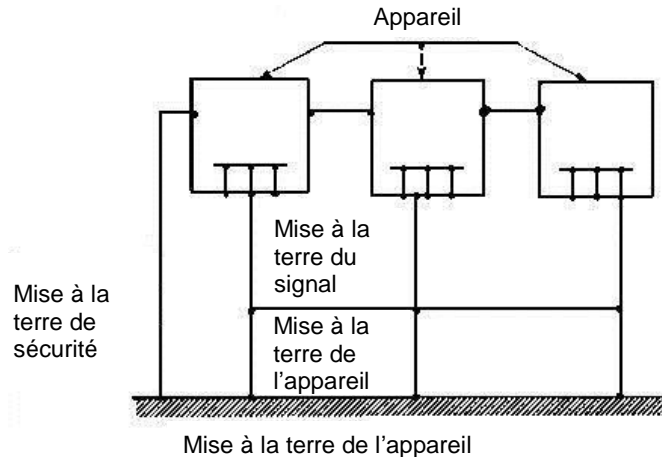 Appareil
Mise à la
terre du
signal
Mise à la
terre de
sécurité
Mise à la
terre de
l’appareil
Mise à la terre de l’appareil